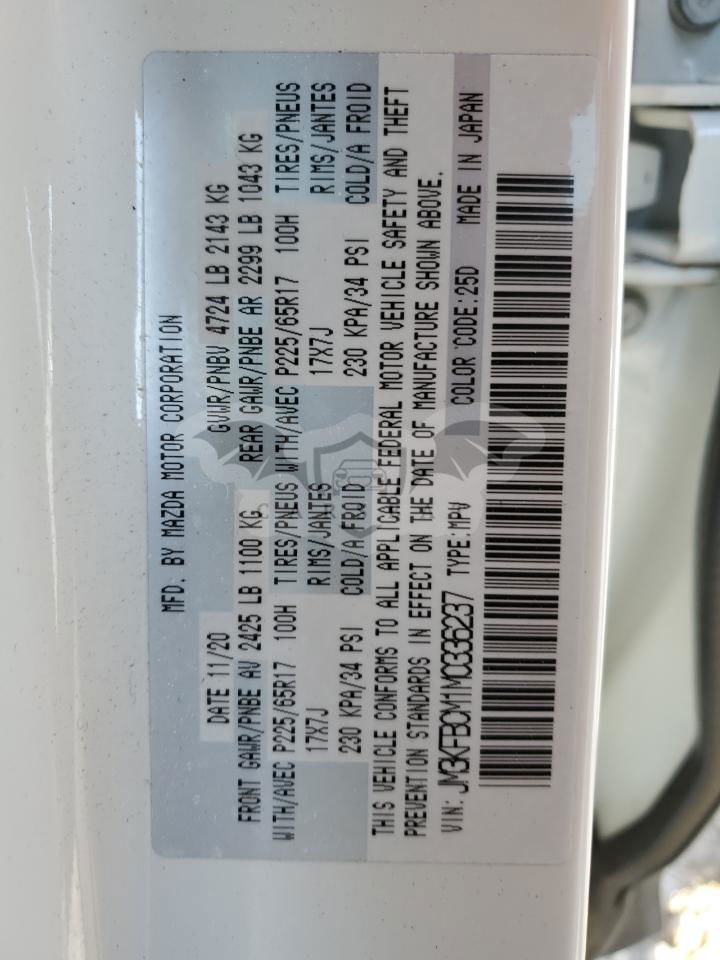 MFD. BY MAZDA MOTOR CORPORATION
DATE 11/20 GVWR/PNBV 4724 LB 2143 KG
FRONT GAWR/PNBE AV 2425 LB 1100 KG REAR GAWR/PNBE AR 2299 LB 1043 KG
WITH/AVEC P225/65R17 100H TIRES/PNEUS WITH/AVEC P225/65R17 100H TIRES/PNEUS
17X7J RIMS/JANTES 17X7J RIMS/JANTES
230 KPA/34 PSI COLD/A FROID 230 KPA/34 PSI COLD/A FROID
THIS VEHICLE CONFORMS TO ALL APPLICABLE FEDERAL MOTOR VEHICLE SAFETY AND THEFT
PREVENTION STANDARDS IN EFFECT ON THE DATE OF MANUFACTURE SHOWN ABOVE.
VIN: JM3KFBCM1M0336237 TYPE:MPV COLOR CODE:25D MADE IN JAPAN